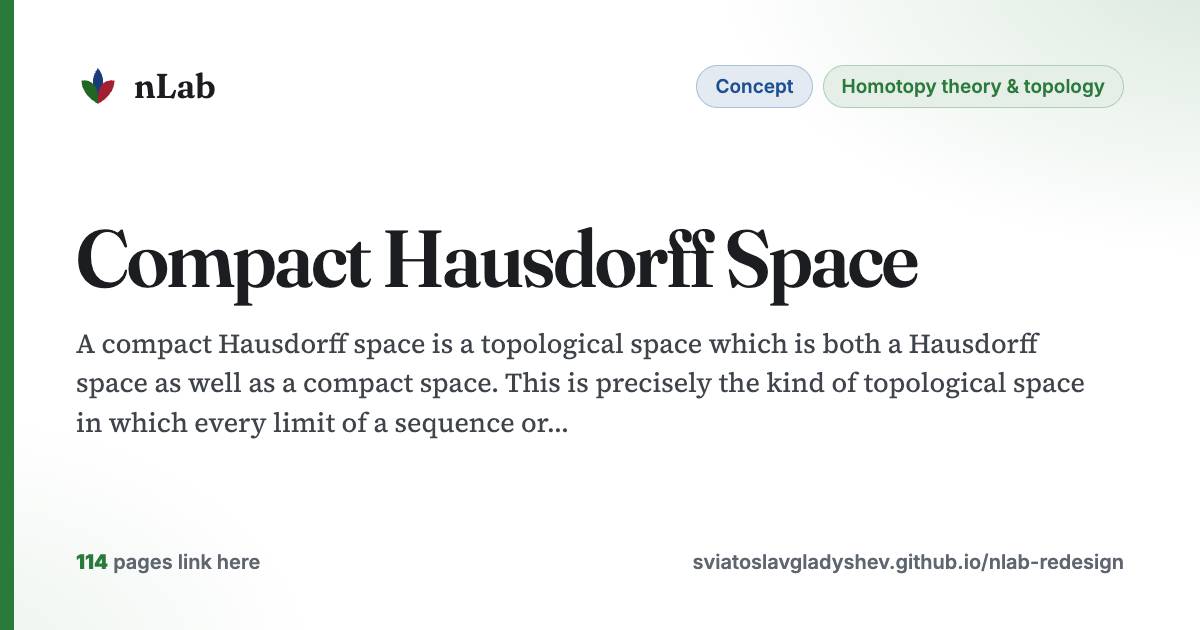 nLab
Concept
Homotopy theory & topology
Compact Hausdorff Space
A compact Hausdorff space is a topological space which is both a Hausdorff
space as well as a compact space. This is precisely the kind of topological space
in which every limit of a sequence or...
114 pages link here
sviatoslavgladyshev.github.io/nlab-redesign